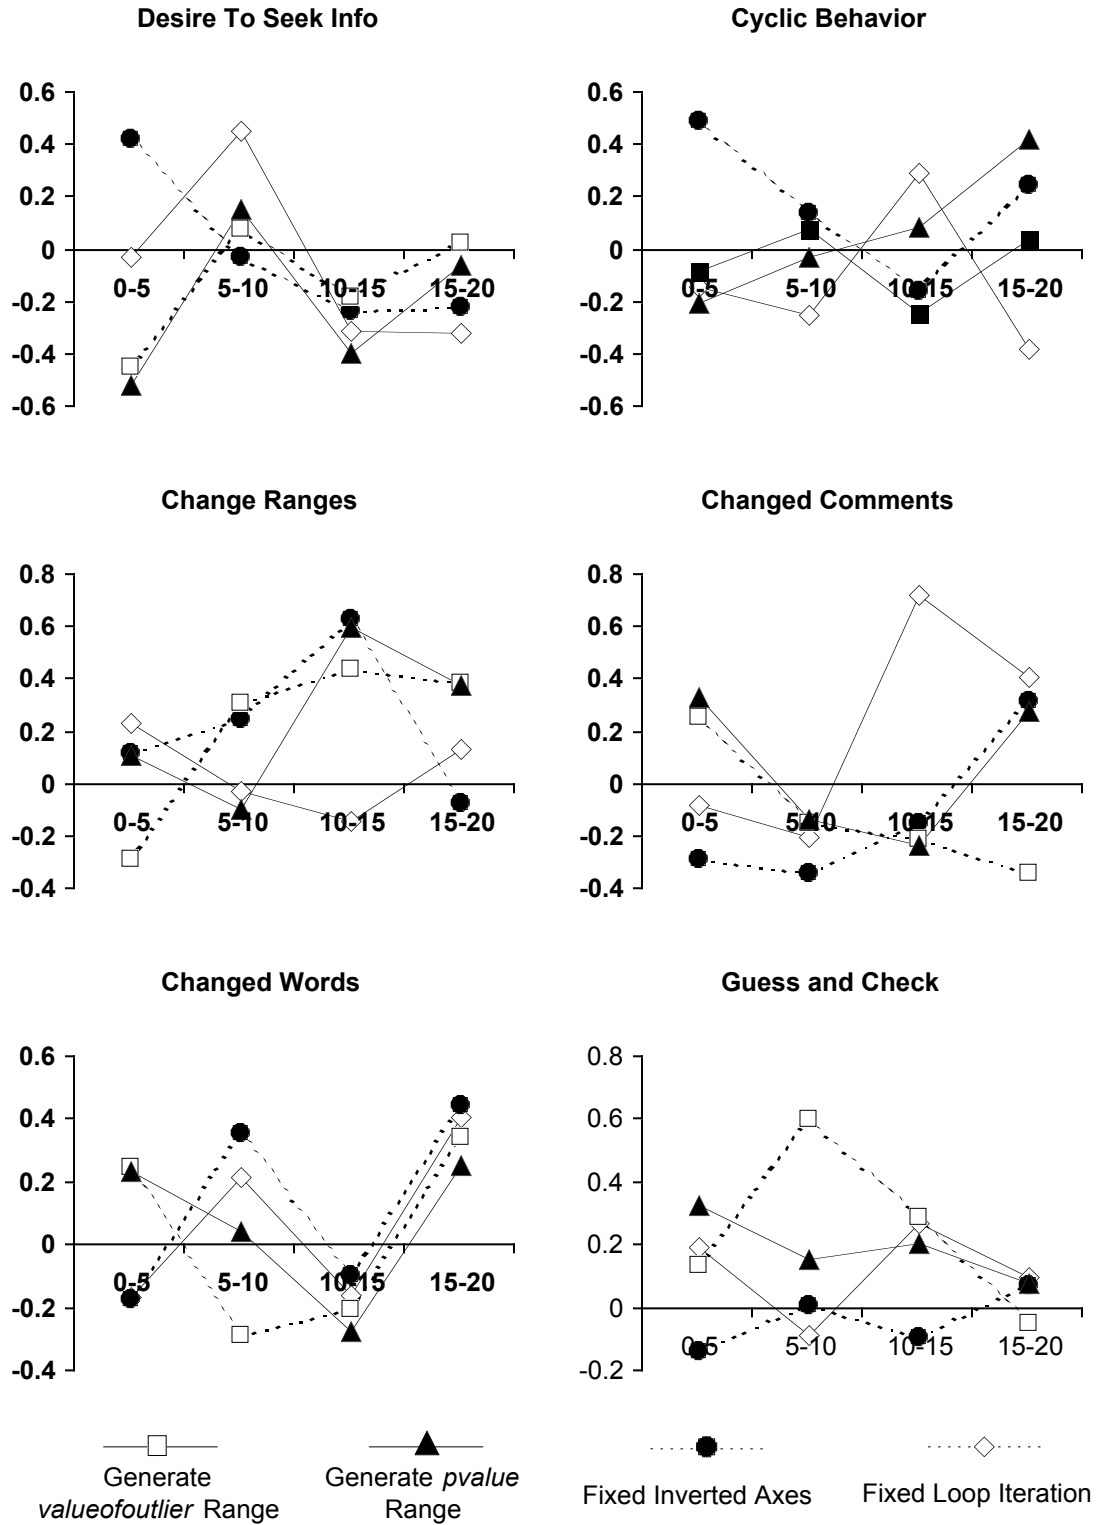 Desire To Seek Info
0.6
0.4
0.2
0
-0.2
-0.4
-0.6
0-5 5-10 10-15 15-20
Cyclic Behavior
0.6
0.4
0.2
0
-0.2
-0.4
-0.6
0-5 5-10 10-15 15-20
Change Ranges
0.8
0.6
0.4
0.2
0
-0.2
-0.4
0-5 5-10 10-15 15-20
Changed Comments
0.8
0.6
0.4
0.2
0
-0.2
-0.4
0-5 5-10 10-15 15-20
Changed Words
0.6
0.4
0.2
0
-0.2
-0.4
0-5 5-10 10-15 15-20
Guess and Check
0.8
0.6
0.4
0.2
0
-0.2
0-5 5-10 10-15 15-20
Generate
valueofoutlier Range
Generate pvalue
Range
Fixed Inverted Axes
Fixed Loop Iteration